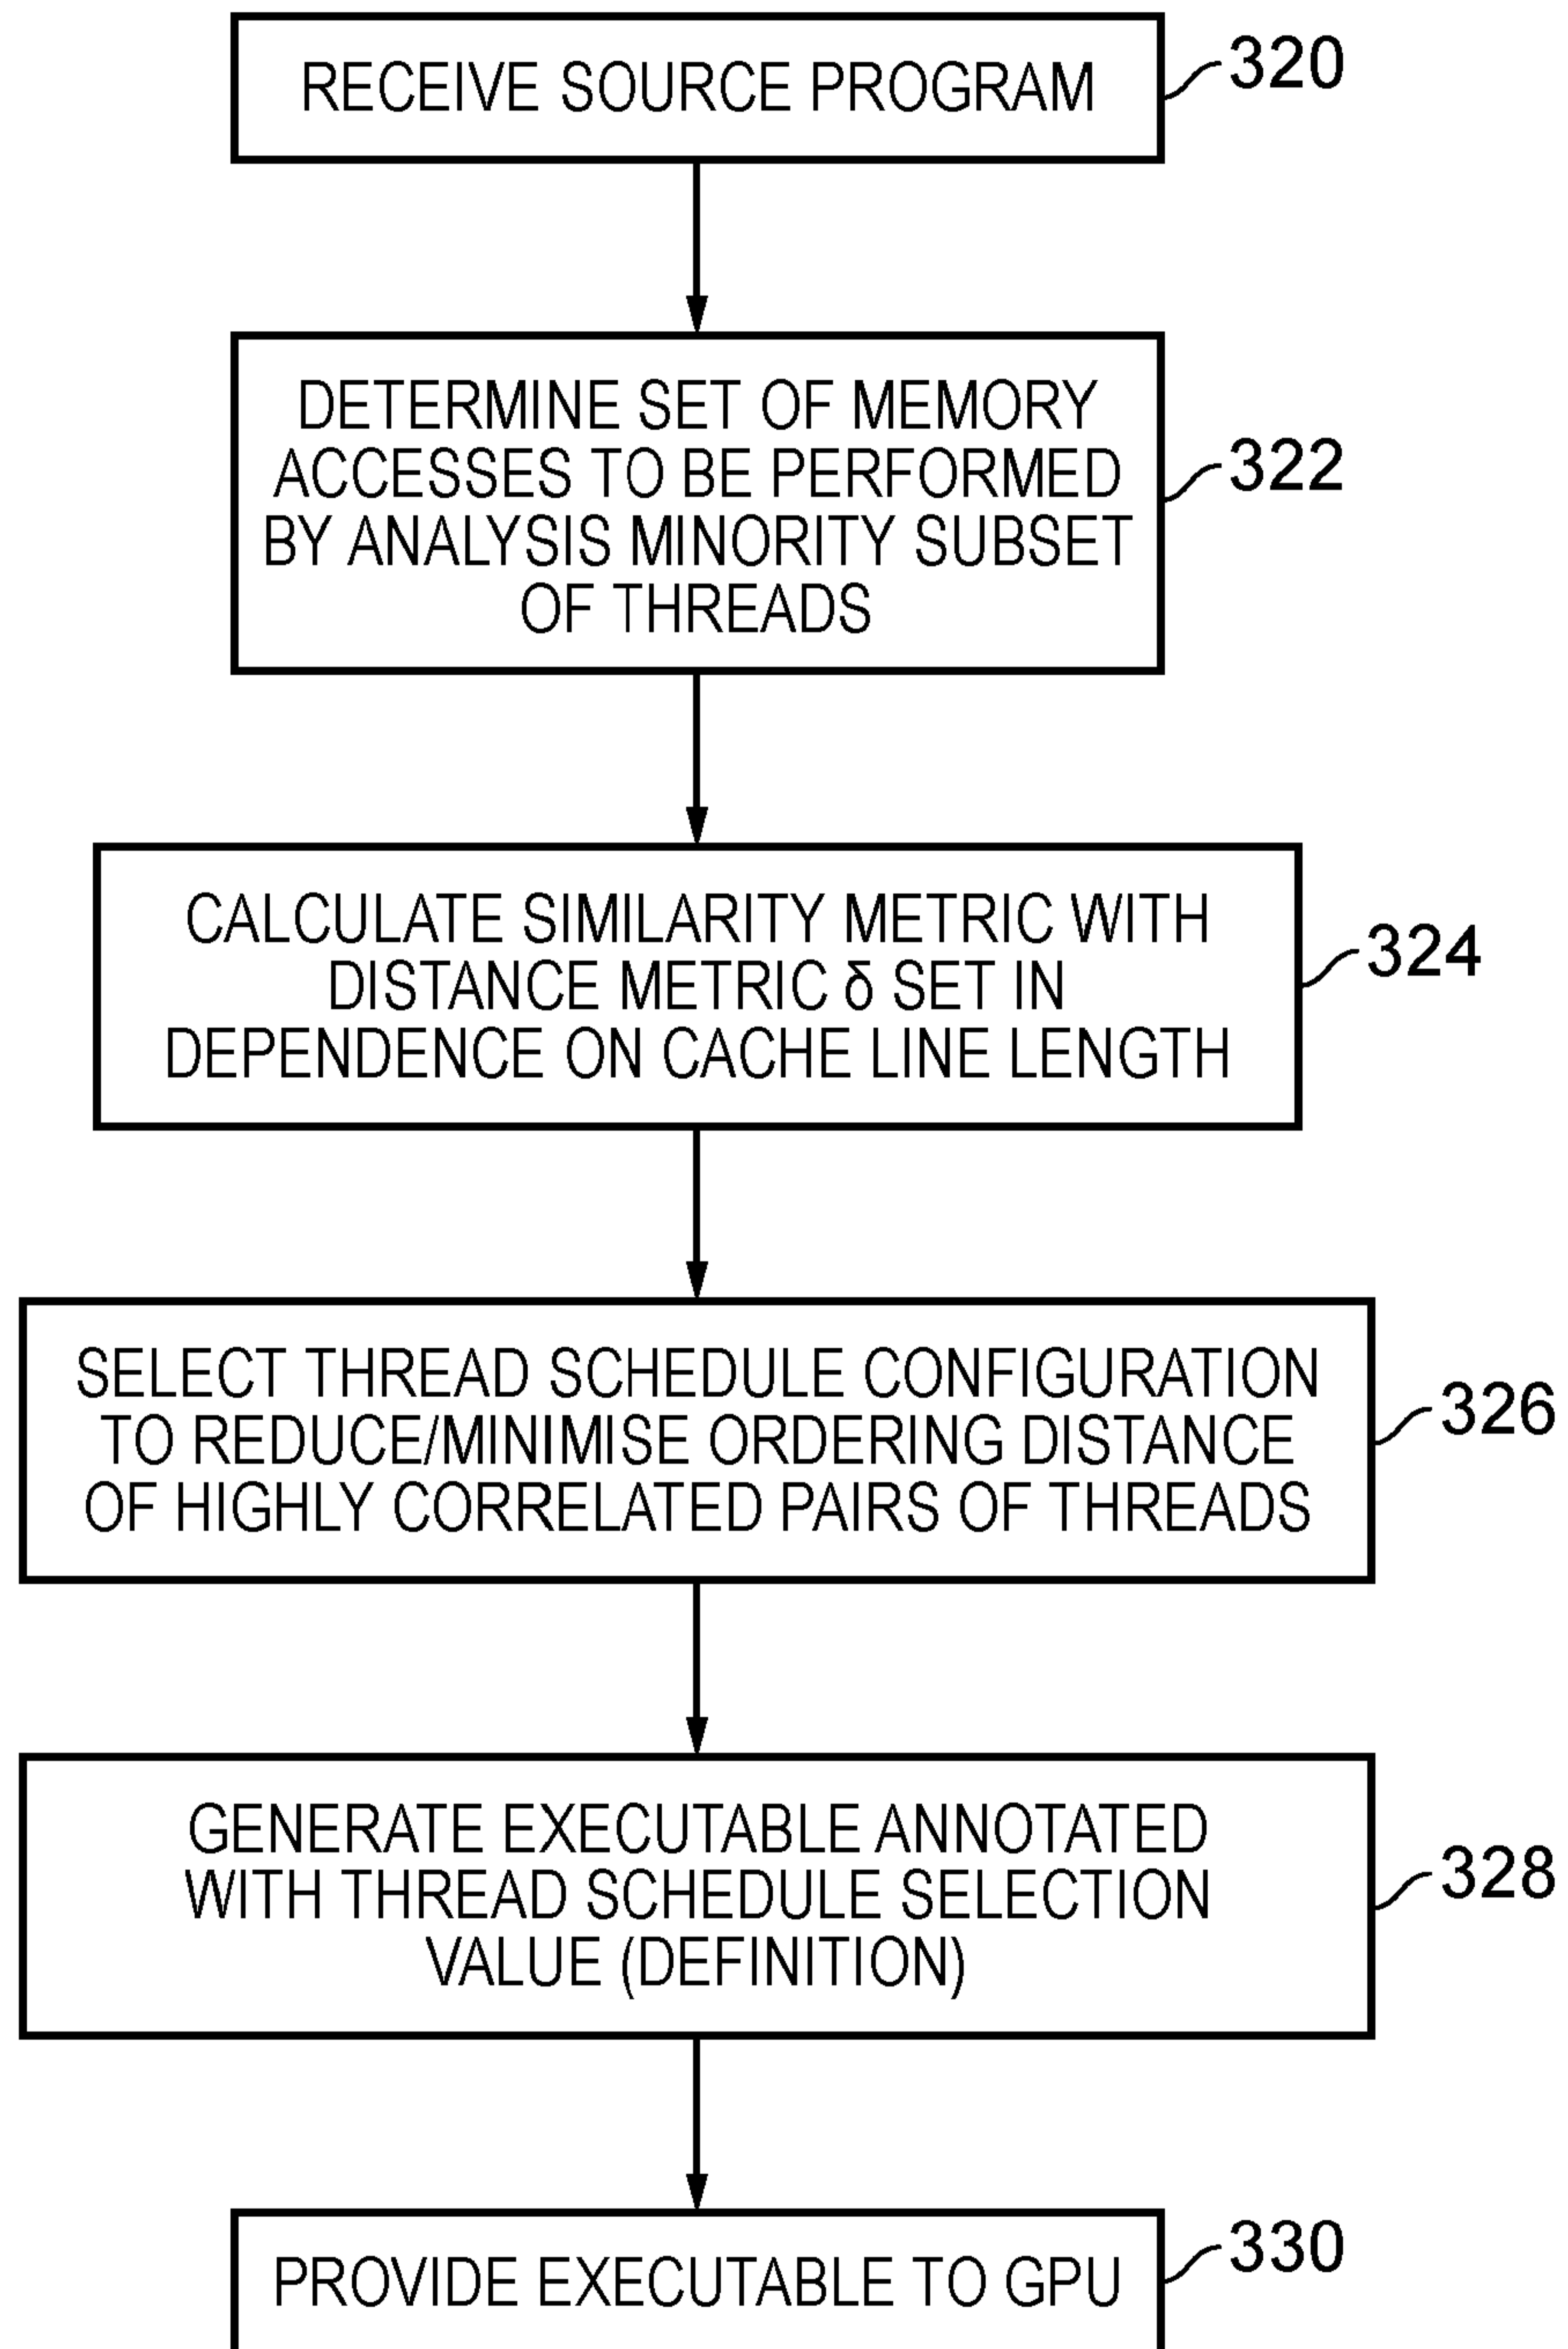 RECEIVE SOURCE PROGRAM
320
DETERMINE SET OF MEMORY
ACCESSES TO BE PERFORMED
BY ANALYSIS MINORITY SUBSET
OF THREADS
322
CALCULATE SIMILARITY METRIC WITH
DISTANCE METRIC δ SET IN
DEPENDENCE ON CACHE LINE LENGTH
324
SELECT THREAD SCHEDULE CONFIGURATION
TO REDUCE/MINIMISE ORDERING DISTANCE
OF HIGHLY CORRELATED PAIRS OF THREADS
326
GENERATE EXECUTABLE ANNOTATED
WITH THREAD SCHEDULE SELECTION
VALUE (DEFINITION)
328
PROVIDE EXECUTABLE TO GPU
330